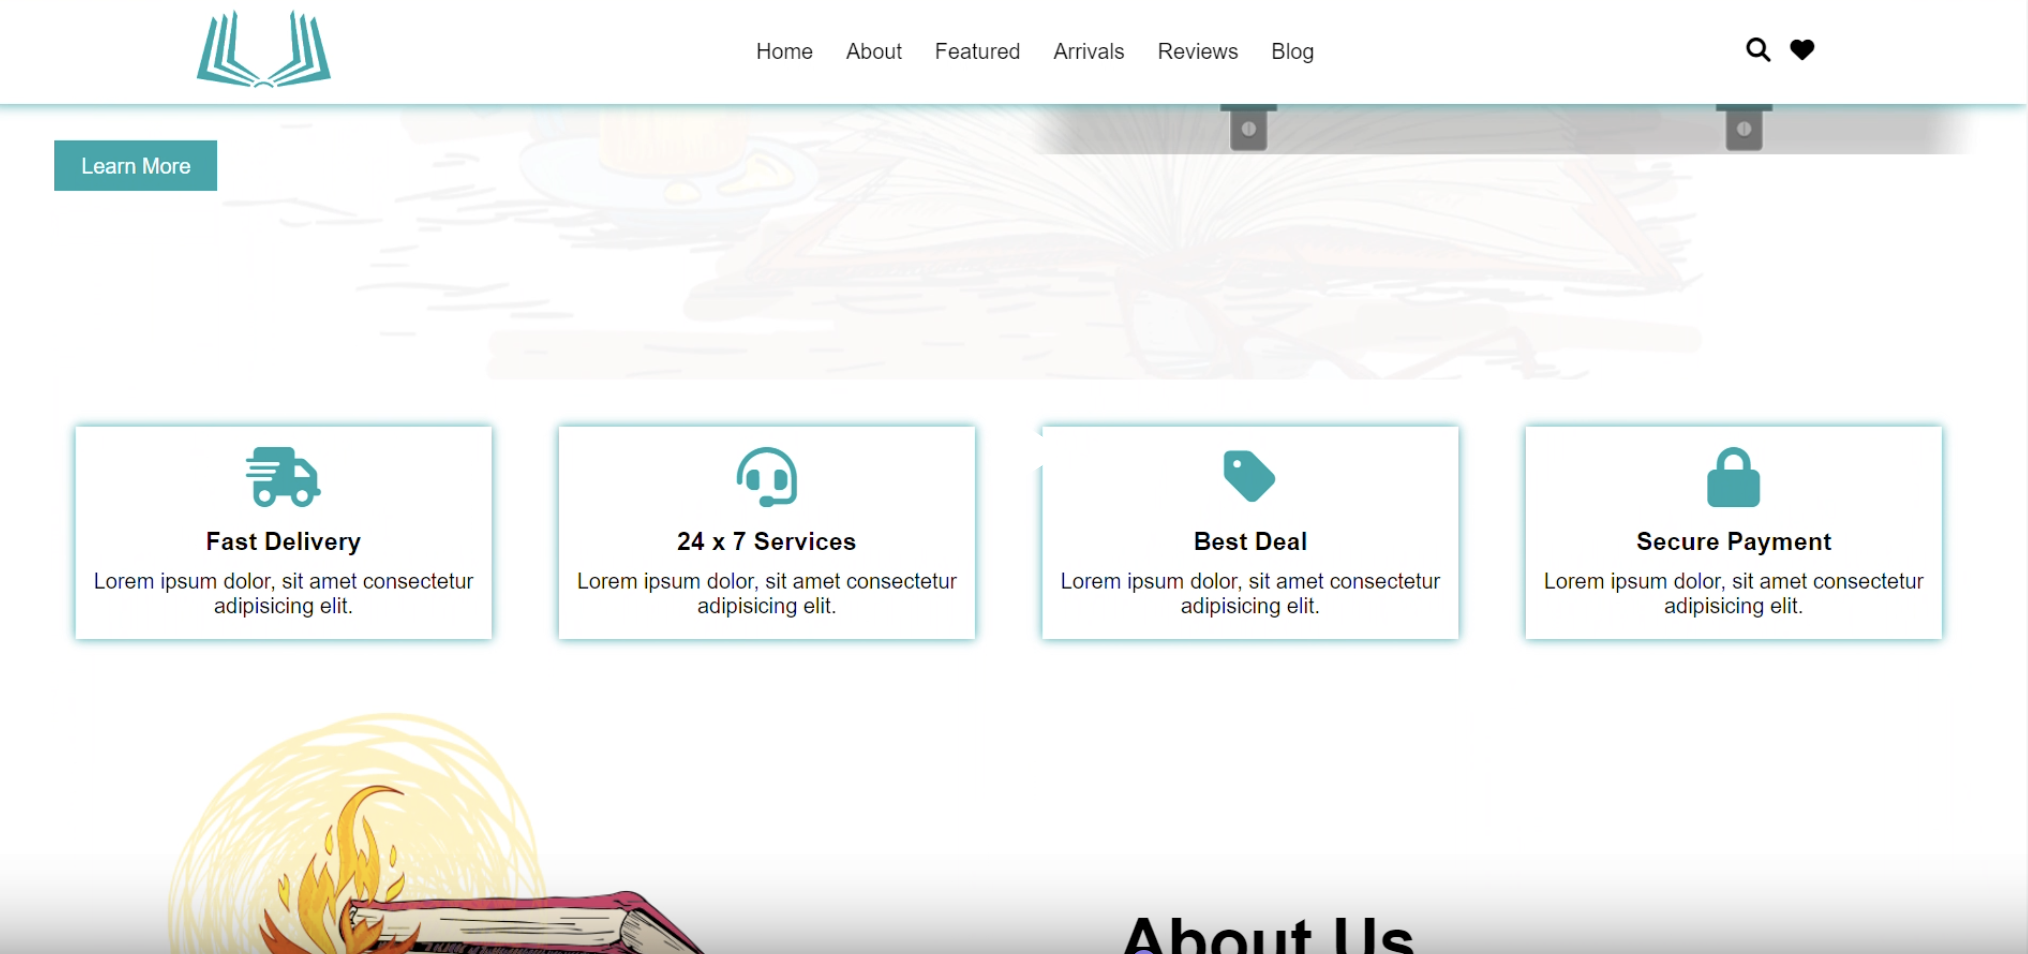 Home About Featured Arrivals Reviews Blog
Learn More
Fast Delivery
Lorem ipsum dolor, sit amet consectetur
adipisicing elit.
24 x 7 Services
Lorem ipsum dolor, sit amet consectetur
adipisicing elit.
Best Deal
Lorem ipsum dolor, sit amet consectetur
adipisicing elit.
Secure Payment
Lorem ipsum dolor, sit amet consectetur
adipisicing elit.
About Us